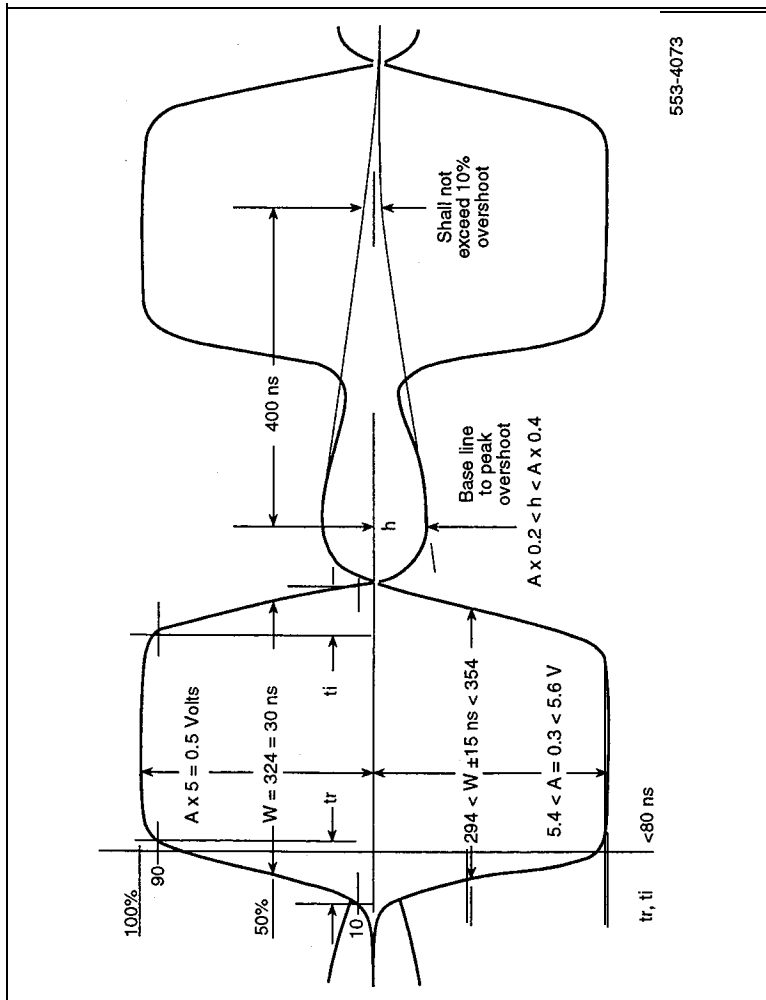 100%
90
A x 5 = 0.5 Volts
tr
ti
50%
W = 324 = 30 ns
10
400 ns
h
Shall not
exceed 10%
overshoot
Base line
to peak
overshoot
A x 0.2 < h < A x 0.4
294 < W ±15 ns < 354
5.4 < A = 0.3 < 5.6 V
tr, ti
<80 ns
553-4073